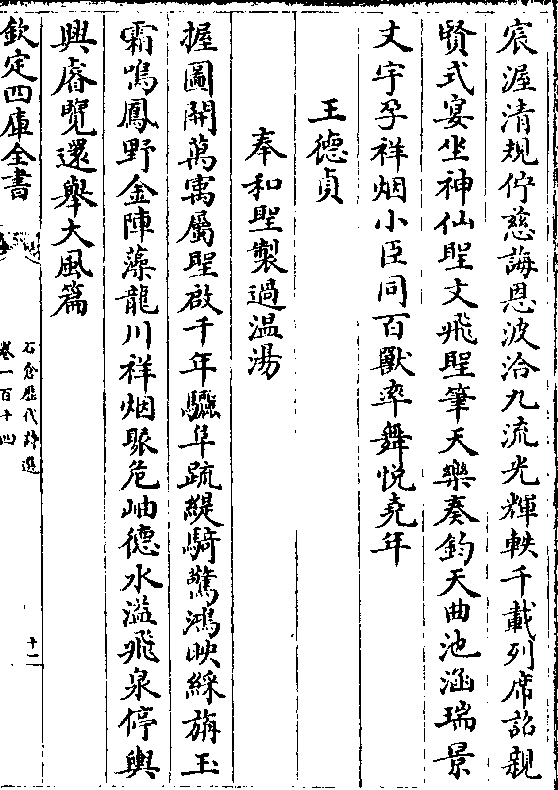 宸渥清規佇慈誨恩波洽九流光輝軼千載列席詔親
賢式宴坐神仙聖文飛聖筆天樂奏鈞天曲池涵瑞景
文宇孕祥烟小臣同百獸率舞悅堯年
王德貞
奉和聖製過温湯
握圖開萬寓屬聖啟千年驪阜疏緹騎驚鴻映綵旃玉
霜鳴鳳野金陣藻龍川祥烟聚危岫德水溢飛泉停輿
興睿覽還舉大風篇
欽定四庫全書
石倉歷代詩選
卷一百十四
十二